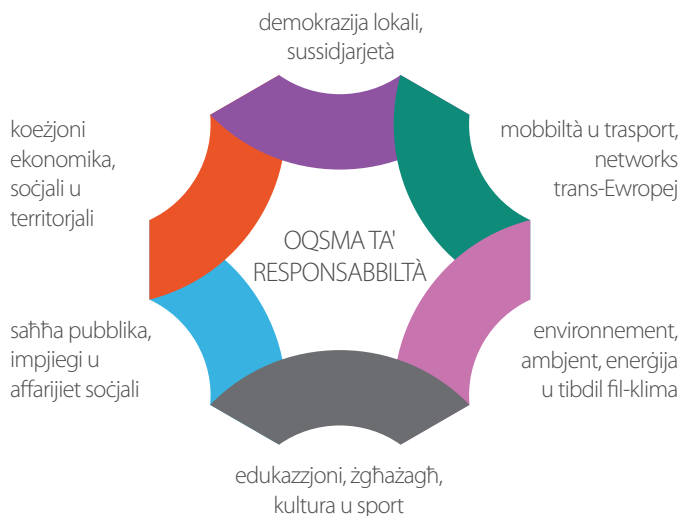 demokrazija lokali,
sussidjarjetà
koeżjoni
ekonomika,
soċjali u
territorjali
mobbiltà u trasport,
networks
trans-Ewropej
OQSMA TA'
RESPONSABBILTÀ
saħħa pubblika,
impjiegi u
affarijiet soċjali
environnement,
ambjent, enerġija
u tibdil fil-klima
edukazzjoni, żgħażagħ,
kultura u sport